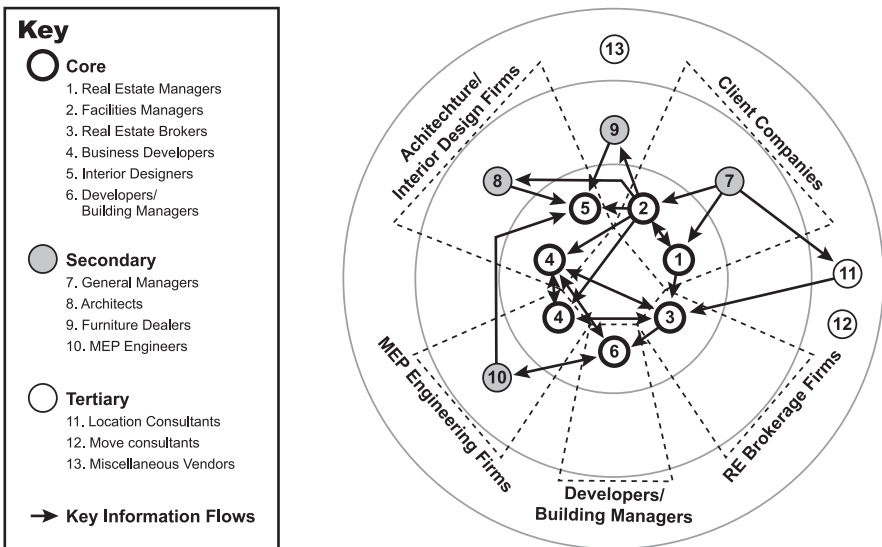 Key
Core
1. Real Estate Managers
2. Facilities Managers
3. Real Estate Brokers
4. Business Developers
5. Interior Designers
6. Developers/
Building Managers
Secondary
7. General Managers
8. Architects
9. Furniture Dealers
10. MEP Engineers
Tertiary
11. Location Consultants
12. Move consultants
13. Miscellaneous Vendors
Key Information Flows
13
Achitechture/
Interior Design Firms
Client Companies
9
8
7
5
2
4
1
11
4
3
12
6
10
MEP Engineering Firms
RE Brokerage Firms
Developers/
Building Managers